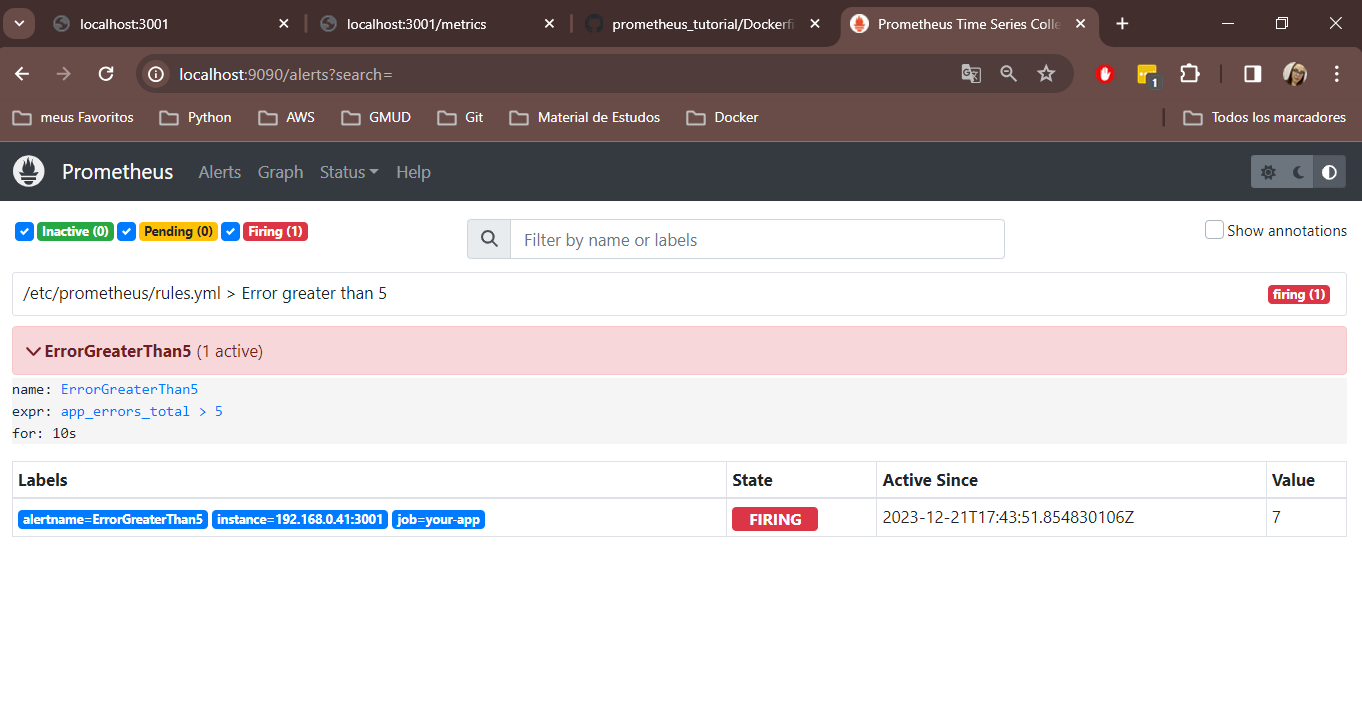 localhost:3001
localhost:3001/metrics
prometheus_tutorial/Dockerfi
Prometheus Time Series Colle
localhost:9090/alerts?search=
1
meus Favoritos
Python
AWS
GMUD
Git
Material de Estudos
Docker
Todos los marcadores
Prometheus
Alerts
Graph
Status
Help
Inactive (0)
Pending (0)
Firing (1)
Filter by name or labels
Show annotations
/etc/prometheus/rules.yml > Error greater than 5
firing (1)
ErrorGreaterThan5 (1 active)
name: ErrorGreaterThan5
expr: app_errors_total > 5
for: 10s
Labels
State
Active Since
Value
alertname=ErrorGreaterThan5
instance=192.168.0.41:3001
job=your-app
FIRING
2023-12-21T17:43:51.854830106Z
7